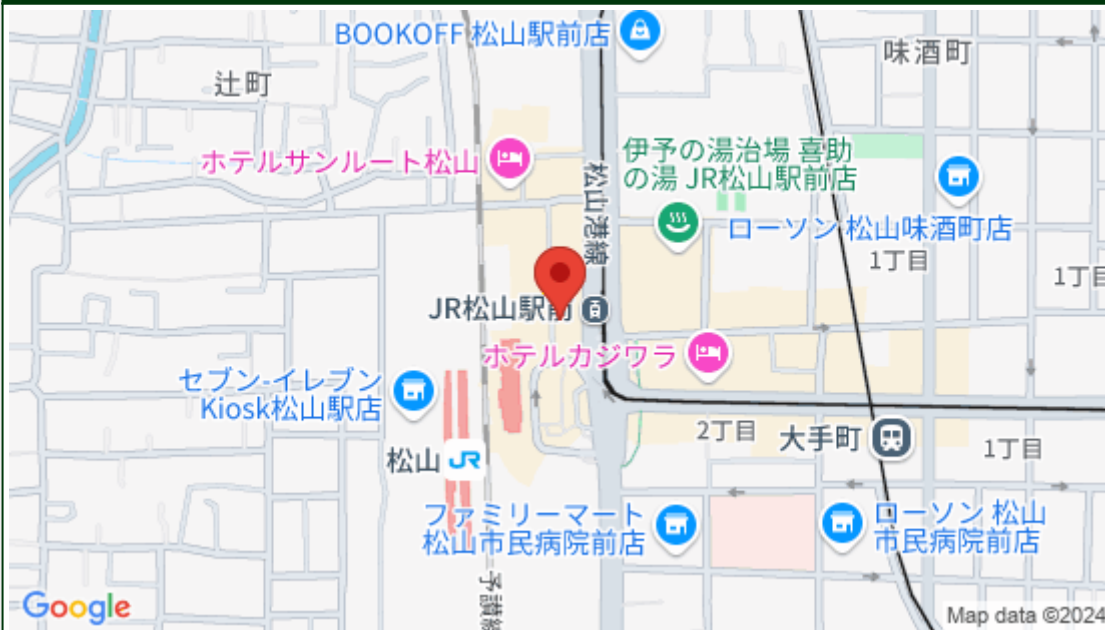 BOOKOFF 松山駅前店
味酒町
辻町
ホテルサンルート松山
松山港線
伊予の湯治場 喜助
の湯 JR松山駅前店
ローソン 松山味酒町店
1丁目
1丁目
JR松山駅前
ホテルカジワラ
セブン-イレブン
Kiosk松山駅店
2丁目
大手町
1丁目
松山 JR
ファミリーマート
松山市民病院前店
ローソン 松山
市民病院前店
予讃線
Google
Map data ©2024